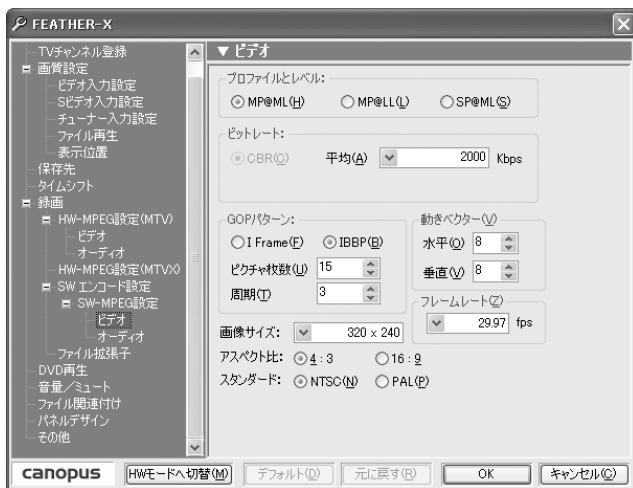 FEATHER-X
TVチャンネル登録
画質設定
ビデオ入力設定
Sビデオ入力設定
チューナー入力設定
ファイル再生
表示位置
保存先
タイムシフト
録画
HW-MPEG設定(MTV)
ビデオ
オーディオ
HW-MPEG設定(MTVX)
SWエンコード設定
SW-MPEG設定
ビデオ
オーディオ
ファイル拡張子
DVD再生
音量/ミュート
ファイル関連付け
パネルデザイン
その他
▼ビデオ
プロファイルとレベル:
MP@ML(H) MP@LL(L) SP@ML(S)
ビットレート:
CBR(C) 平均(A) 2000 Kbps
GOPパターン:
I Frame(F) IBBP(B)
ピクチャ枚数(U) 15
周期(T) 3
動きベクター(V)
水平(O) 8
垂直(V) 8
フレームレート(Z)
29.97 fps
画像サイズ: 320 x 240
アスペクト比: 4:3 16:9
スタンダード: NTSC(N) PAL(P)
canopus HWモードへ切替(M) デフォルト(D) 元に戻す(R) OK キャンセル(C)